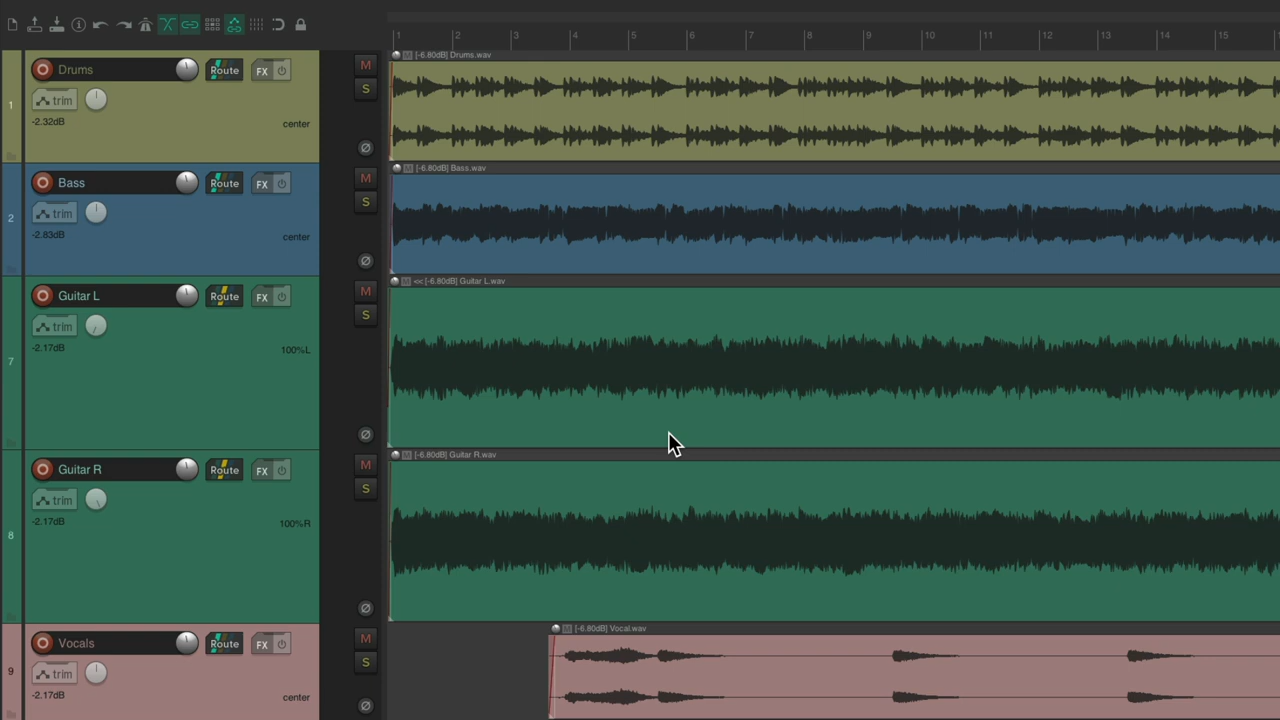 1 2 3 4 5 6 7 8 9 10 11 12 13 14 15
1 Drums Route FX M [-6.80dB] Drums.wav
trim S
-2.32dB center Ø
2 Bass Route FX M [-6.80dB] Bass.wav
trim S
-2.83dB center Ø
7 Guitar L Route FX M << [-6.80dB] Guitar L.wav
trim S
-2.17dB 100%L Ø
8 Guitar R Route FX M [-6.80dB] Guitar R.wav
trim S
-2.17dB 100%R Ø
9 Vocals Route FX M [-6.80dB] Vocal.wav
trim S
-2.17dB center Ø